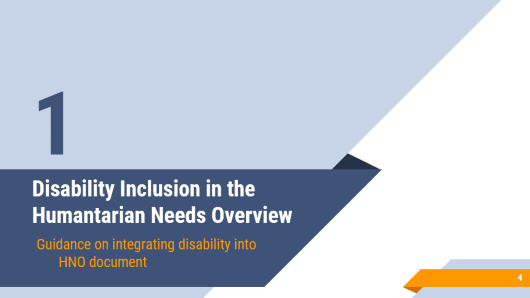 1
Disability Inclusion in the
Humanitarian Needs Overview
Guidance on integrating disability into
HNO document
4